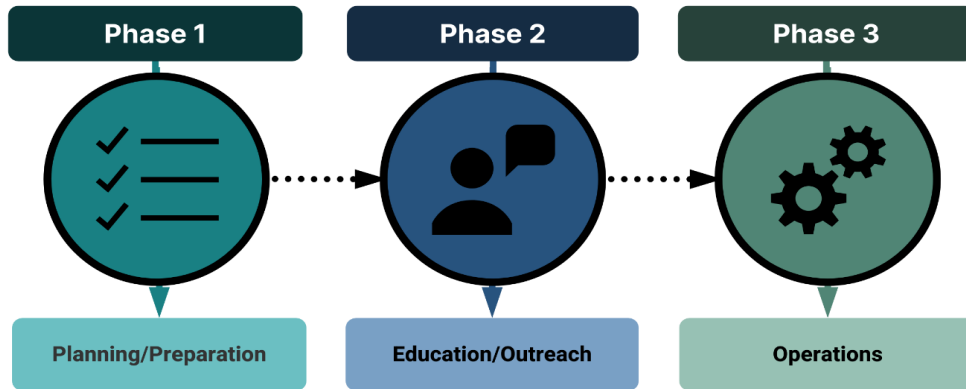 Phase 1
Phase 2
Phase 3
Planning/Preparation
Education/Outreach
Operations